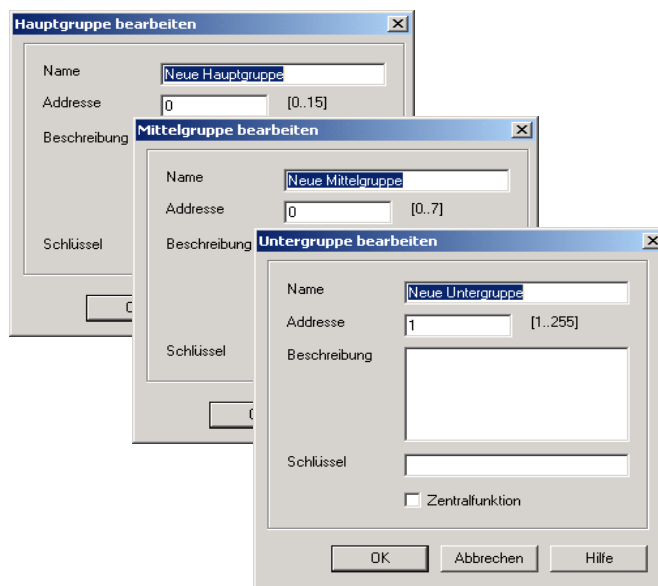 Hauptgruppe bearbeiten
Name
Neue Hauptgruppe
Addresse
0
[0..15]
Beschreibung
Schlüssel
Mittelgruppe bearbeiten
Name
Neue Mittelgruppe
Addresse
0
[0..7]
Beschreibung
Schlüssel
Untergruppe bearbeiten
Name
Neue Untergruppe
Addresse
1
[1..255]
Beschreibung
Schlüssel
Zentralfunktion
OK
Abbrechen
Hilfe